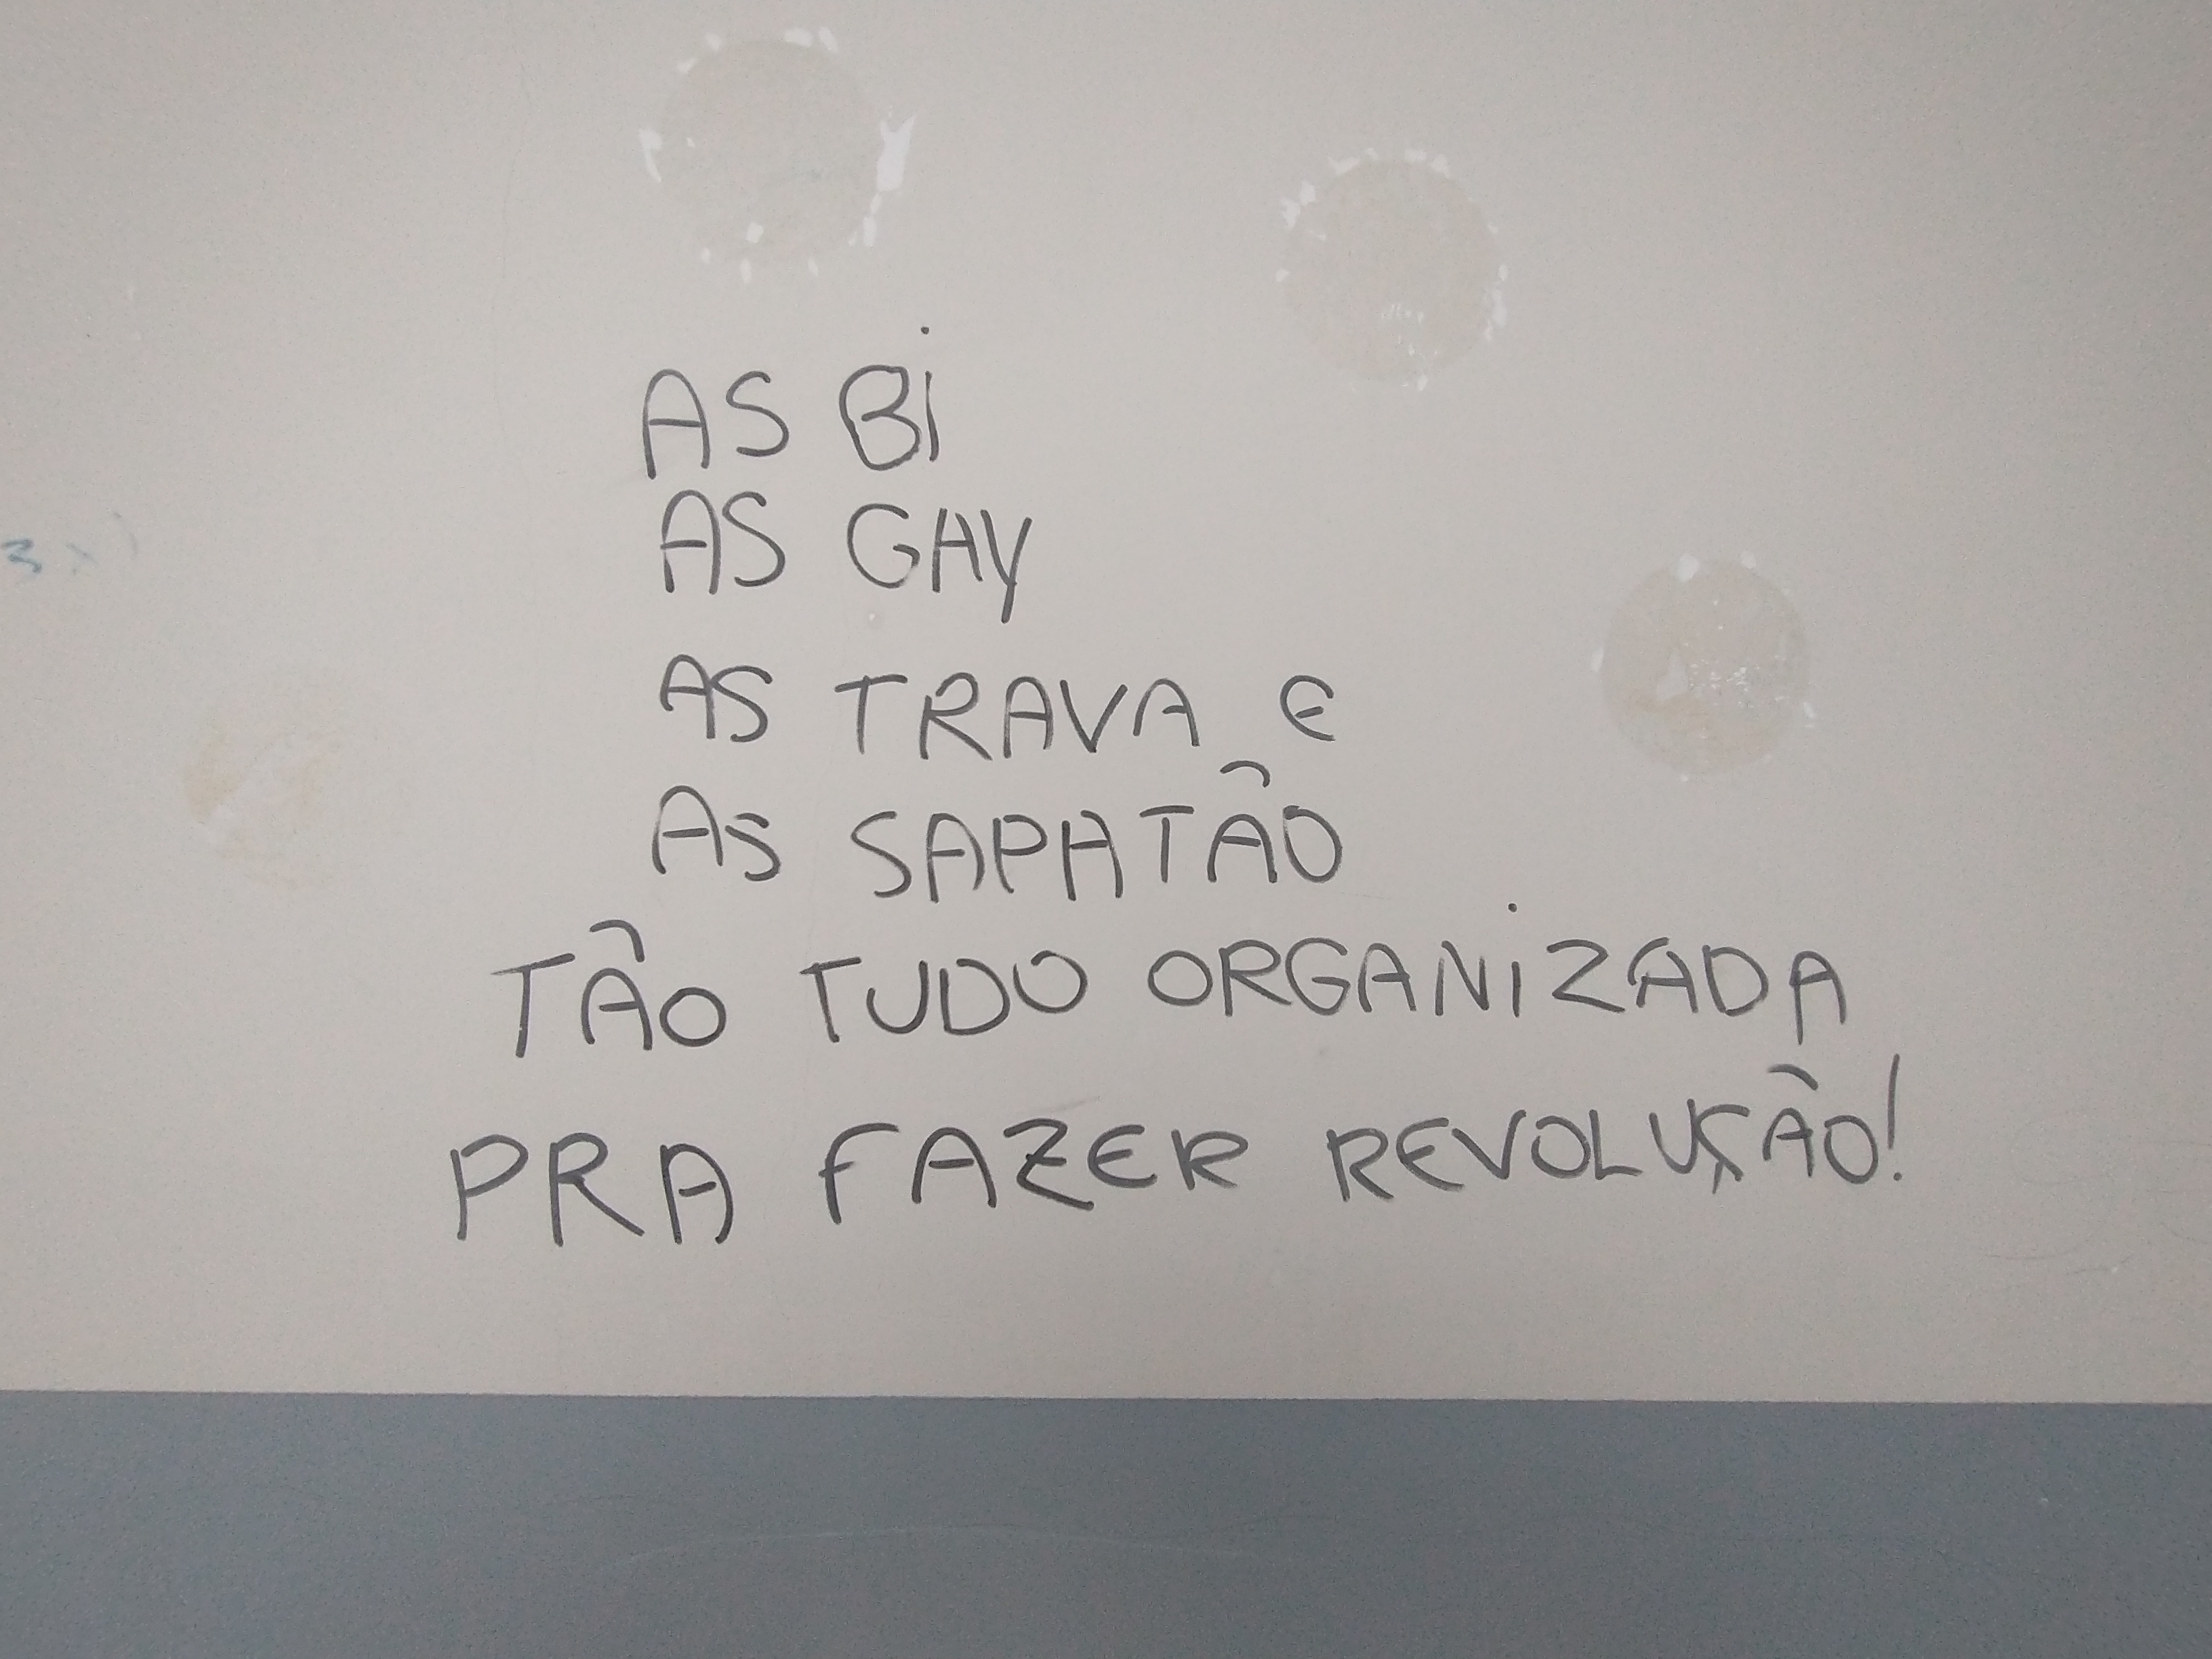 AS Bi
AS GAY
AS TRAVA E
AS SAPATÃO
TÃO TUDO ORGANiZADA
PRA FAZER REVOLUÇÃO!